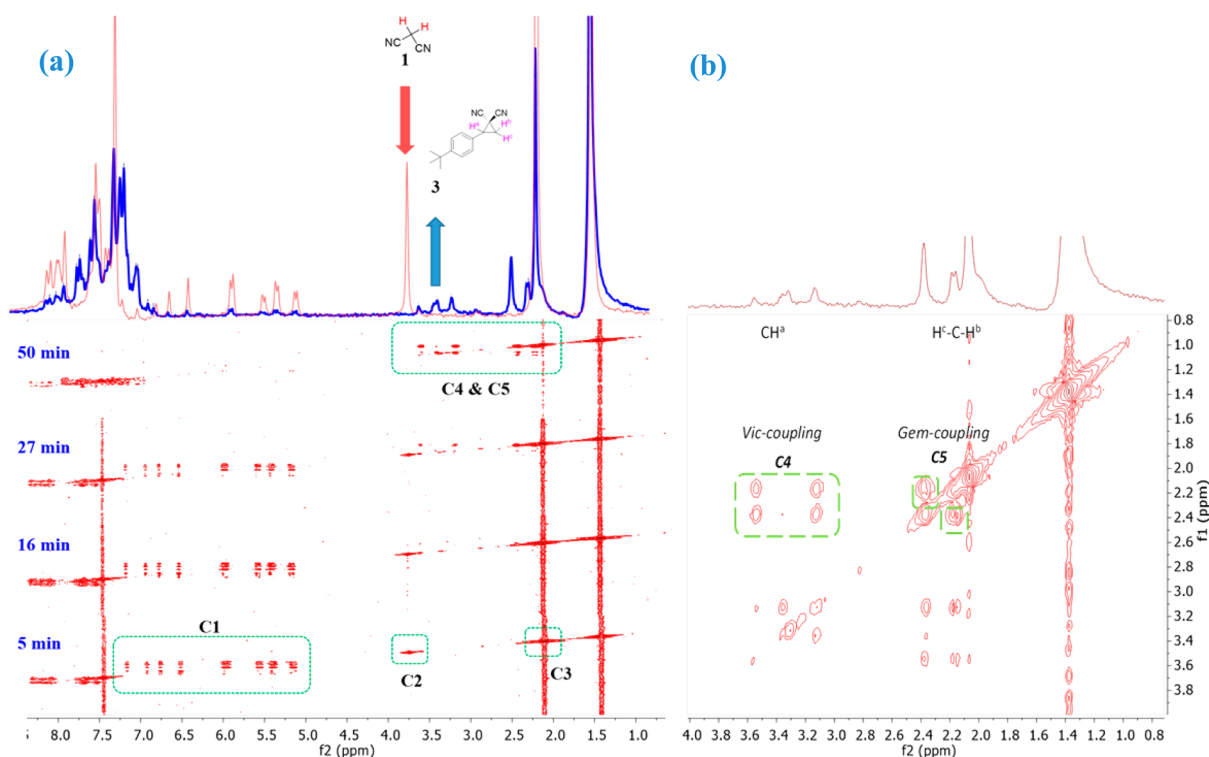 (a)
H H
NC CN
1
NC CN
Hᵃ Hᵇ
Hᶜ
3
50 min
C4 & C5
27 min
16 min
C1
5 min
C2
C3
8.0 7.5 7.0 6.5 6.0 5.5 5.0 4.5 4.0 3.5 3.0 2.5 2.0 1.5 1.0
f2 (ppm)
(b)
CHᵃ
Hᶜ-C-Hᵇ
Vic-coupling
C4
Gem-coupling
C5
0.8
1.0
1.2
1.4
1.6
1.8
2.0
2.2
2.4
2.6
2.8
3.0
3.2
3.4
3.6
3.8
f1 (ppm)
4.0 3.8 3.6 3.4 3.2 3.0 2.8 2.6 2.4 2.2 2.0 1.8 1.6 1.4 1.2 1.0 0.8
f2 (ppm)